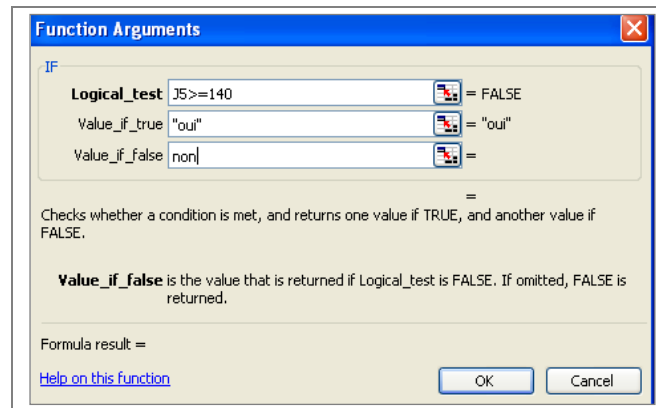 Function Arguments
IF
Logical_test J5>=140 = FALSE
Value_if_true "oui" = "oui"
Value_if_false non =
=
Checks whether a condition is met, and returns one value if TRUE, and another value if
FALSE.
Value_if_false is the value that is returned if Logical_test is FALSE. If omitted, FALSE is
returned.
Formula result =
Help on this function
OK Cancel